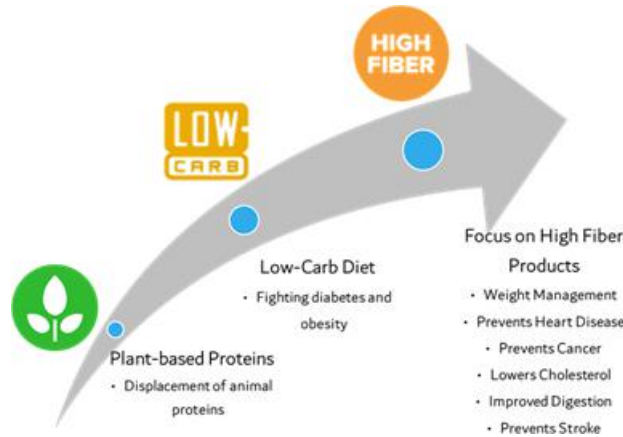 HIGH
FIBER
LOW-
CARB
Focus on High Fiber
Products
• Weight Management
• Prevents Heart Disease
• Prevents Cancer
• Lowers Cholesterol
• Improved Digestion
• Prevents Stroke
Low-Carb Diet
• Fighting diabetes and
obesity
Plant-based Proteins
• Displacement of animal
proteins